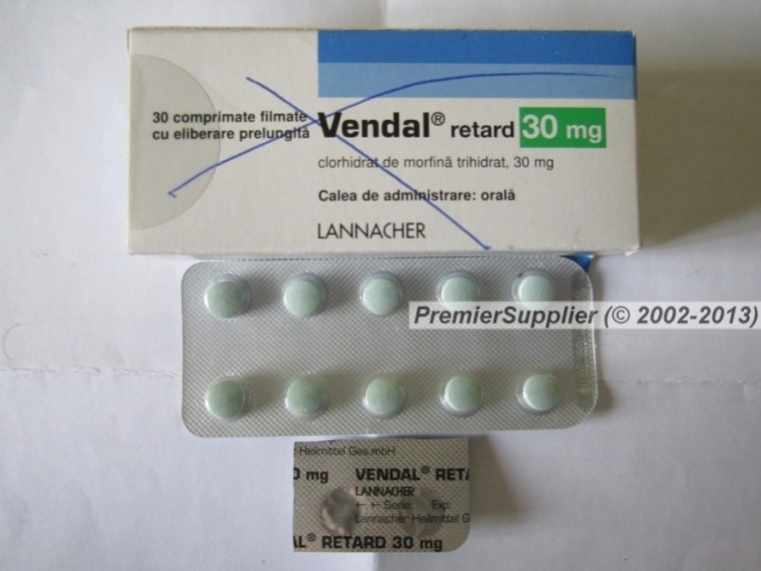 30 comprimate filmate
cu eliberare prelungită
Vendal® retard 30 mg
clorhidrat de morfină trihidrat, 30 mg
Calea de administrare: orală
LANNACHER
PremierSupplier (© 2002-2013)
Heilmittel Ges.mbH
0 mg VENDAL® RETA
LANNACHER
← ← Serie: Exp:
Lannacher Heilmittel G
AL® RETARD 30 mg